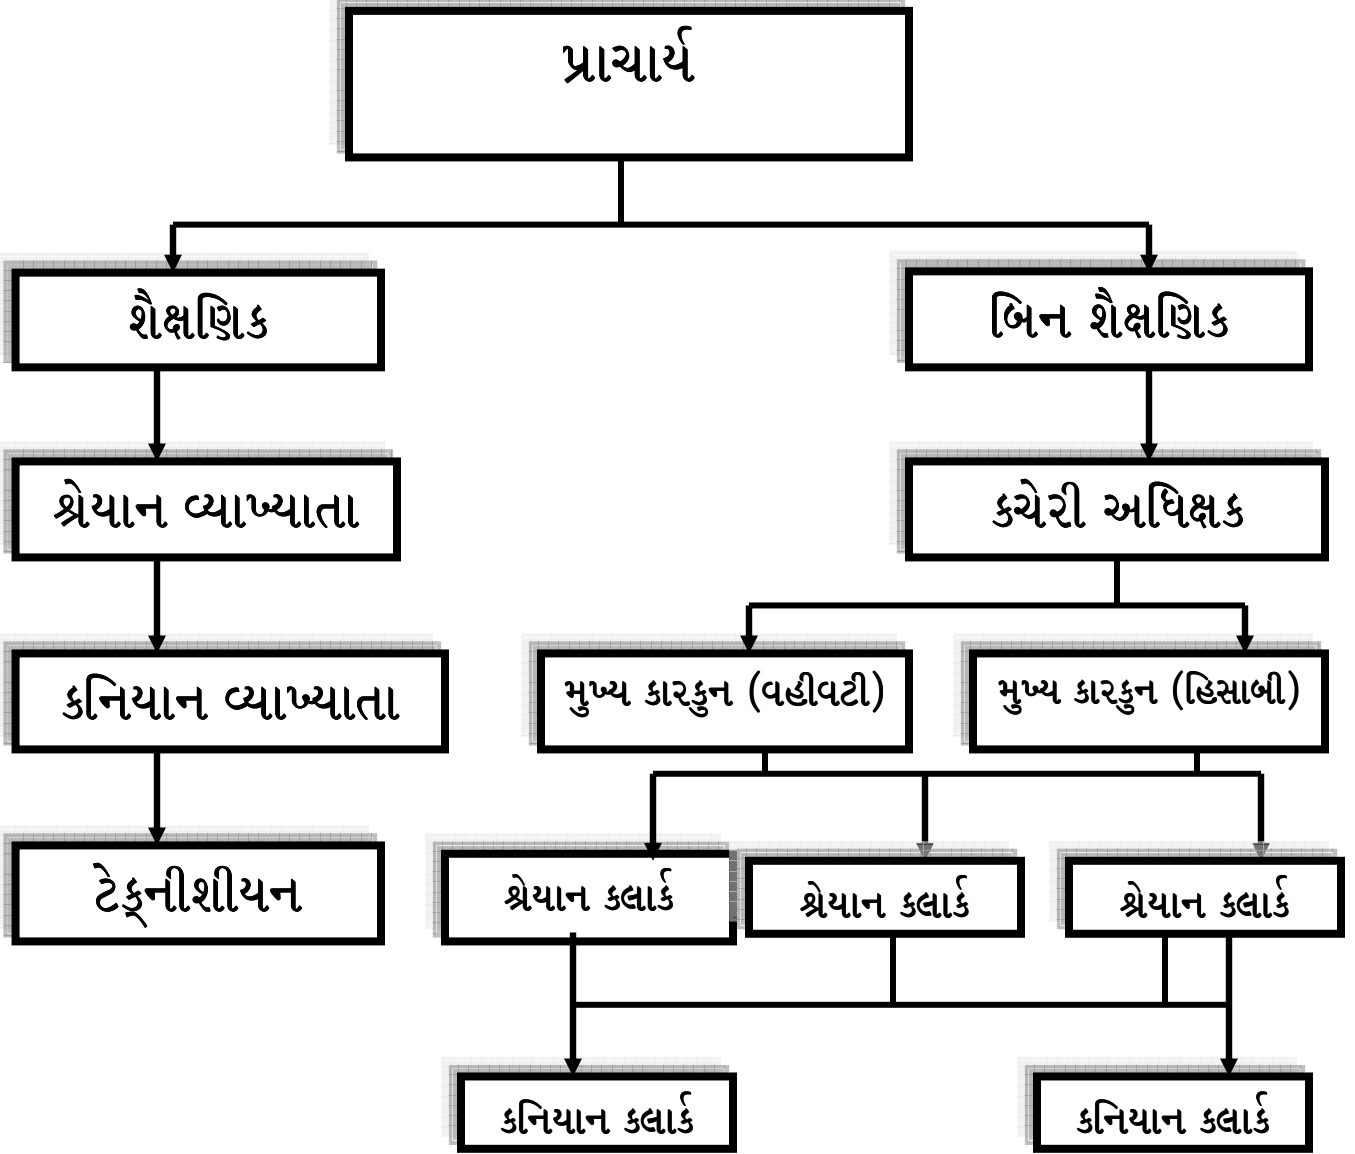 પ્રાચાર્ય
શૈક્ષણિક
બિન શૈક્ષણિક
શ્રેયાન વ્યાખ્યાતા
કચેરી અધિક્ષક
કનિયાન વ્યાખ્યાતા
મુખ્ય કારકુન (વહીવટી)
મુખ્ય કારકુન (હિસાબી)
ટેક્નીશીયન
શ્રેયાન કલાર્ક
શ્રેયાન કલાર્ક
શ્રેયાન કલાર્ક
કનિયાન કલાર્ક
કનિયાન કલાર્ક